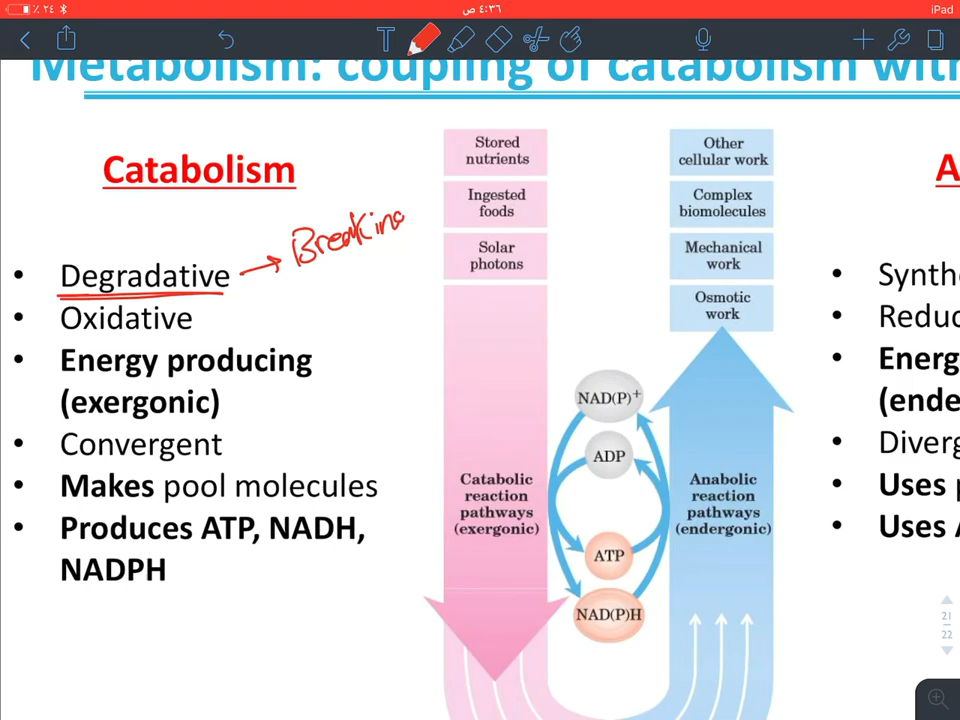 ٪ ٢٤
٤:٣٦ ص
iPad
T
Metabolism: coupling of catabolism with
Catabolism
Breaking
• Degradative
• Oxidative
• Energy producing
(exergonic)
• Convergent
• Makes pool molecules
• Produces ATP, NADH,
NADPH
Stored
nutrients
Ingested
foods
Solar
photons
Catabolic
reaction
pathways
(exergonic)
NAD(P)+
ADP
ATP
NAD(P)H
Other
cellular work
Complex
biomolecules
Mechanical
work
Osmotic
work
Anabolic
reaction
pathways
(endergonic)
A
• Synthe
• Reduc
• Energ
(ende
• Diverg
• Uses p
• Uses A
21
22